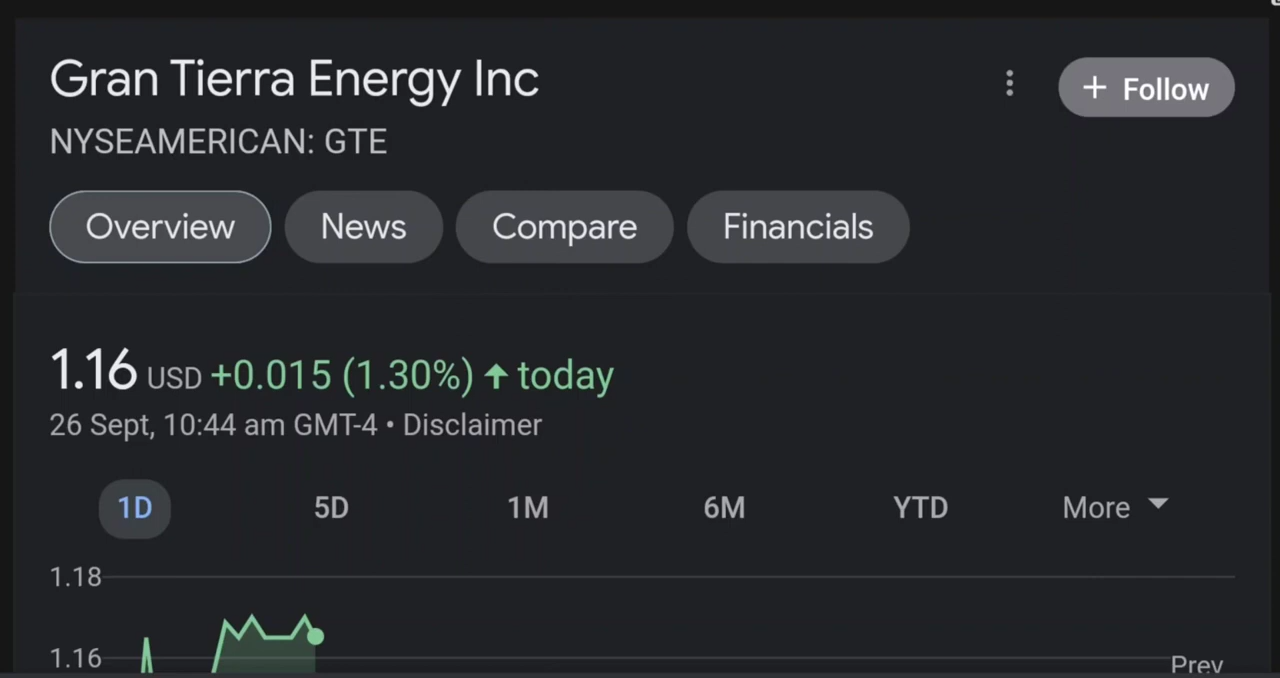 Gran Tierra Energy Inc
+ Follow
NYSEAMERICAN: GTE
Overview News Compare Financials
1.16 USD +0.015 (1.30%) ↑ today
26 Sept, 10:44 am GMT-4 • Disclaimer
1D 5D 1M 6M YTD More
1.18
1.16
Prev